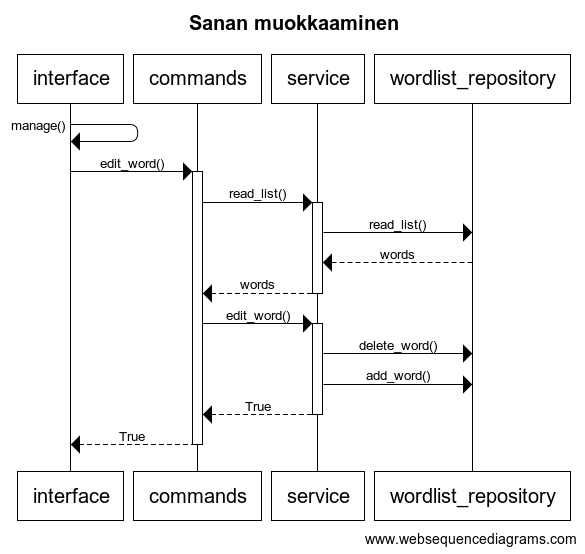 Sanan muokkaaminen
interface commands service wordlist_repository
manage()
edit_word()
read_list()
read_list()
words
words
edit_word()
delete_word()
add_word()
True
True
interface commands service wordlist_repository
www.websequencediagrams.com